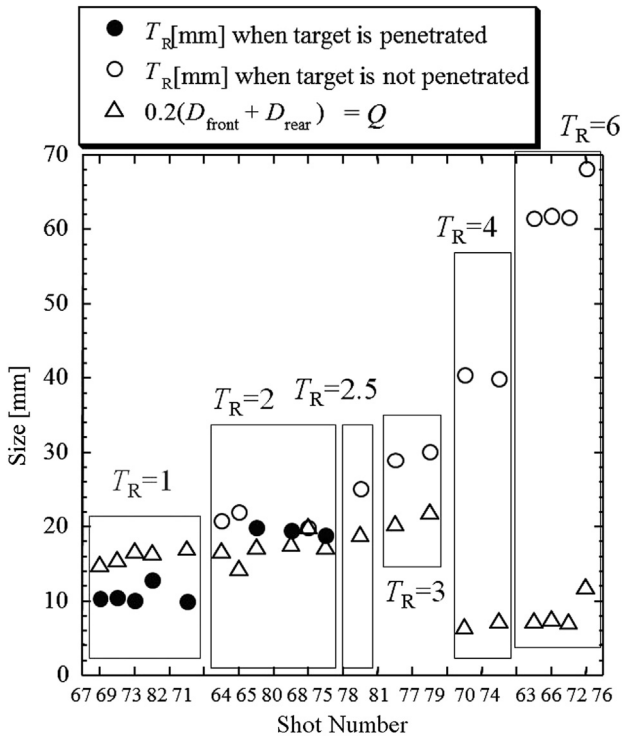 T_R[mm] when target is penetrated
T_R[mm] when target is not penetrated
0.2(D_front + D_rear) = Q
T_R=6
70
T_R=4
60
50
T_R=2 T_R=2.5
40
Size [mm]
30
T_R=1
20
T_R=3
10
0
67 69 73 82 71 64 65 80 68 75 78 81 77 79 70 74 63 66 72 76
Shot Number